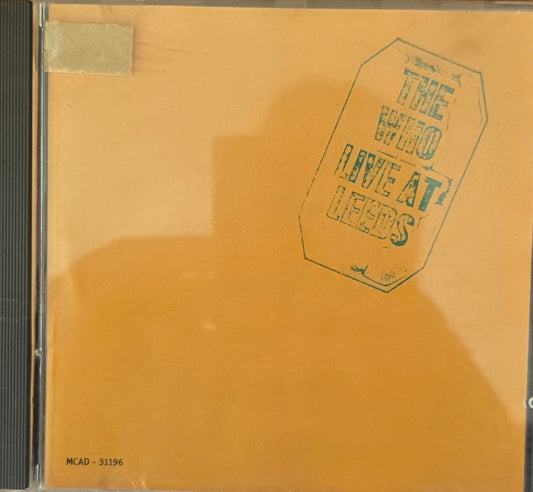 THE
WHO
LIVE AT
LEEDS
MCAD - 31196